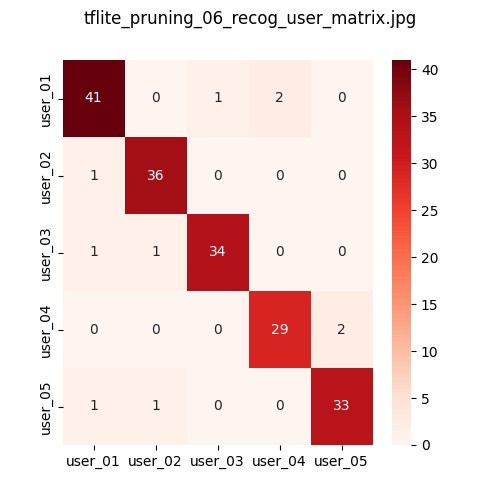 tflite_pruning_06_recog_user_matrix.jpg
user_01 41 0 1 2 0
user_02 1 36 0 0 0
user_03 1 1 34 0 0
user_04 0 0 0 29 2
user_05 1 1 0 0 33
user_01 user_02 user_03 user_04 user_05
40
35
30
25
20
15
10
5
0